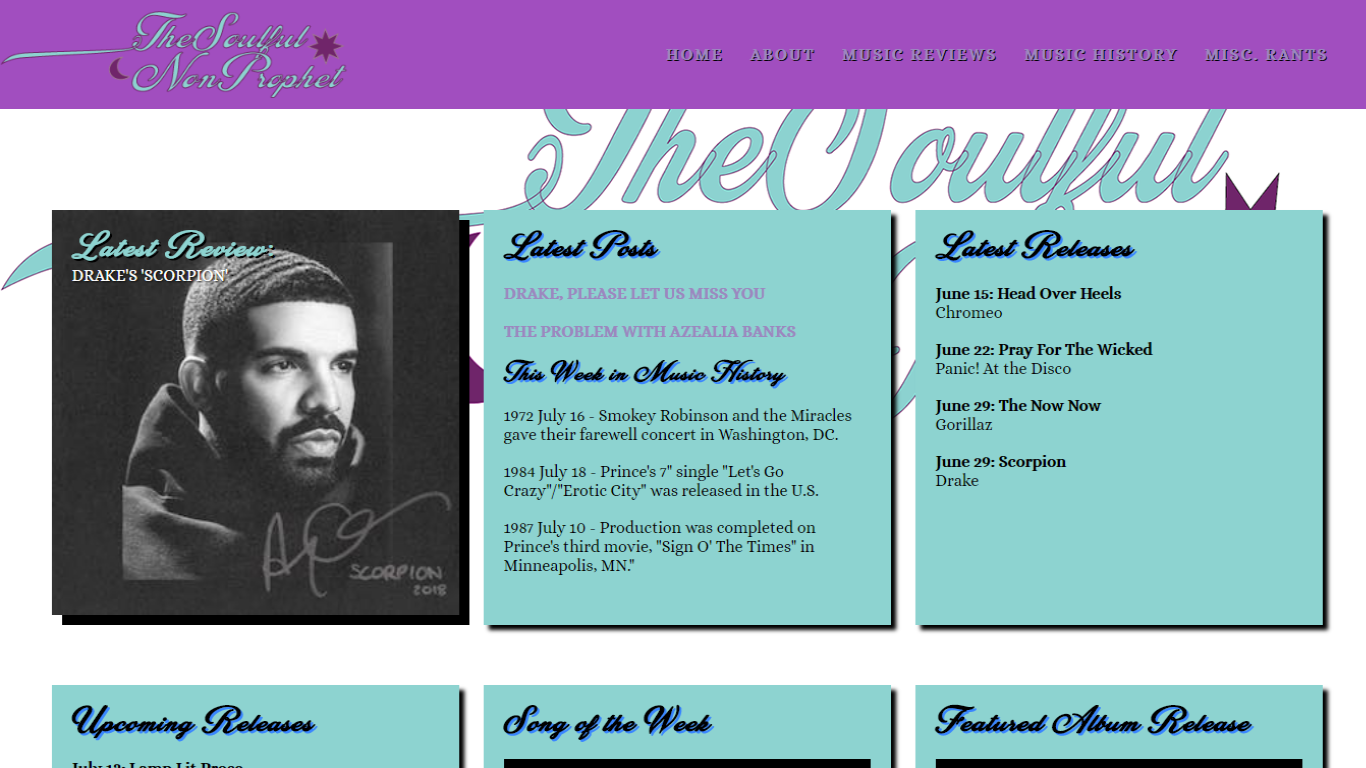 TheSoulful
NonProphet
HOME ABOUT MUSIC REVIEWS MUSIC HISTORY MISC. RANTS
TheSoulful
Latest Review:
DRAKE'S 'SCORPION'
SCORPION
2018
Latest Posts
DRAKE, PLEASE LET US MISS YOU
THE PROBLEM WITH AZEALIA BANKS
This Week in Music History
1972 July 16 - Smokey Robinson and the Miracles
gave their farewell concert in Washington, DC.
1984 July 18 - Prince's 7" single "Let's Go
Crazy"/"Erotic City" was released in the U.S.
1987 July 10 - Production was completed on
Prince's third movie, "Sign O' The Times" in
Minneapolis, MN."
Latest Releases
June 15: Head Over Heels
Chromeo
June 22: Pray For The Wicked
Panic! At the Disco
June 29: The Now Now
Gorillaz
June 29: Scorpion
Drake
Upcoming Releases
July 13: Lamp Lit Prose
Song of the Week
Featured Album Release